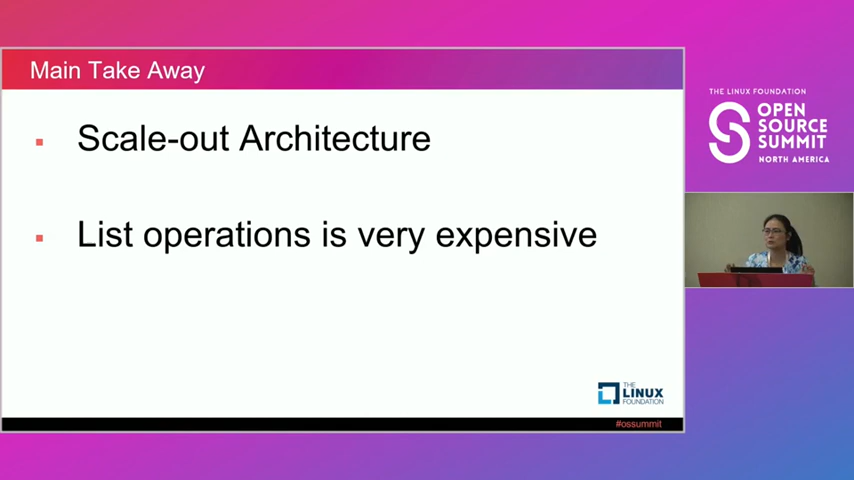 Main Take Away
Scale-out Architecture
List operations is very expensive
THE
LINUX
FOUNDATION
#ossummit
THE LINUX FOUNDATION
OPEN
SOURCE
SUMMIT
NORTH AMERICA